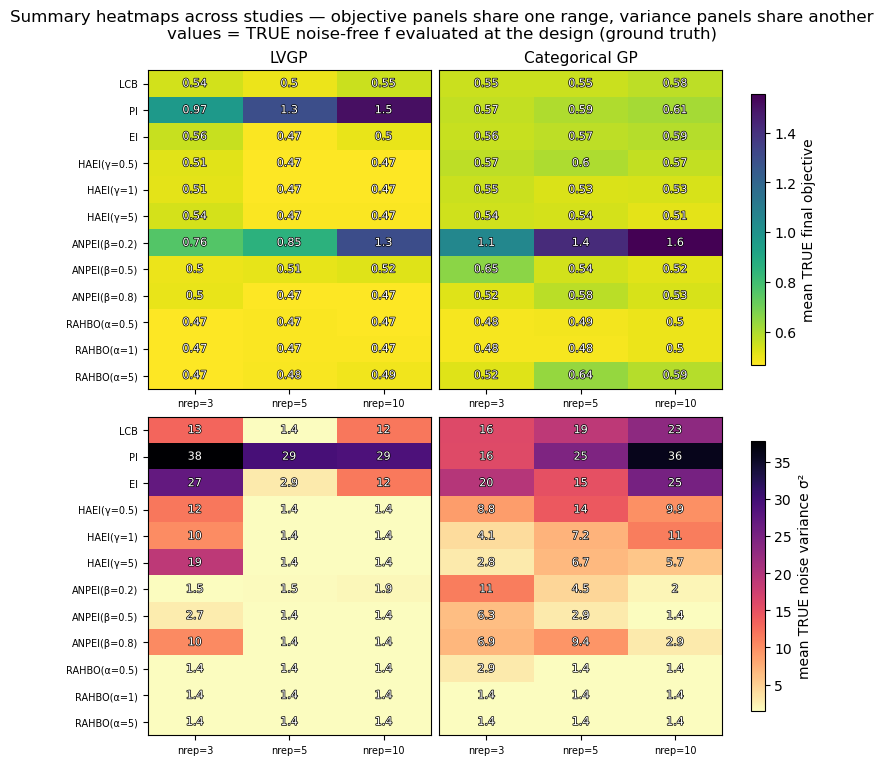 Summary heatmaps across studies — objective panels share one range, variance panels share another
values = TRUE noise-free f evaluated at the design (ground truth)
LVGP
Categorical GP
LCB 0.54 0.5 0.55 0.55 0.55 0.58
PI 0.97 1.3 1.5 0.57 0.59 0.61
EI 0.56 0.47 0.5 0.56 0.57 0.59
HAEI(γ=0.5) 0.51 0.47 0.47 0.57 0.6 0.57
HAEI(γ=1) 0.51 0.47 0.47 0.55 0.53 0.53
HAEI(γ=5) 0.54 0.47 0.47 0.54 0.54 0.51
ANPEI(β=0.2) 0.76 0.85 1.3 1.1 1.4 1.6
ANPEI(β=0.5) 0.5 0.51 0.52 0.65 0.54 0.52
ANPEI(β=0.8) 0.5 0.47 0.47 0.52 0.58 0.53
RAHBO(α=0.5) 0.47 0.47 0.47 0.48 0.49 0.5
RAHBO(α=1) 0.47 0.47 0.47 0.48 0.48 0.5
RAHBO(α=5) 0.47 0.48 0.49 0.52 0.64 0.59
nrep=3 nrep=5 nrep=10 nrep=3 nrep=5 nrep=10
1.4
1.2
1.0
0.8
0.6
mean TRUE final objective
LCB 13 1.4 12 16 19 23
PI 38 29 29 16 25 36
EI 27 2.9 12 20 15 25
HAEI(γ=0.5) 12 1.4 1.4 8.8 14 9.9
HAEI(γ=1) 10 1.4 1.4 4.1 7.2 11
HAEI(γ=5) 19 1.4 1.4 2.8 6.7 5.7
ANPEI(β=0.2) 1.5 1.5 1.9 11 4.5 2
ANPEI(β=0.5) 2.7 1.4 1.4 6.3 2.9 1.4
ANPEI(β=0.8) 10 1.4 1.4 6.9 9.4 2.9
RAHBO(α=0.5) 1.4 1.4 1.4 2.9 1.4 1.4
RAHBO(α=1) 1.4 1.4 1.4 1.4 1.4 1.4
RAHBO(α=5) 1.4 1.4 1.4 1.4 1.4 1.4
nrep=3 nrep=5 nrep=10 nrep=3 nrep=5 nrep=10
35
30
25
20
15
10
5
mean TRUE noise variance σ²